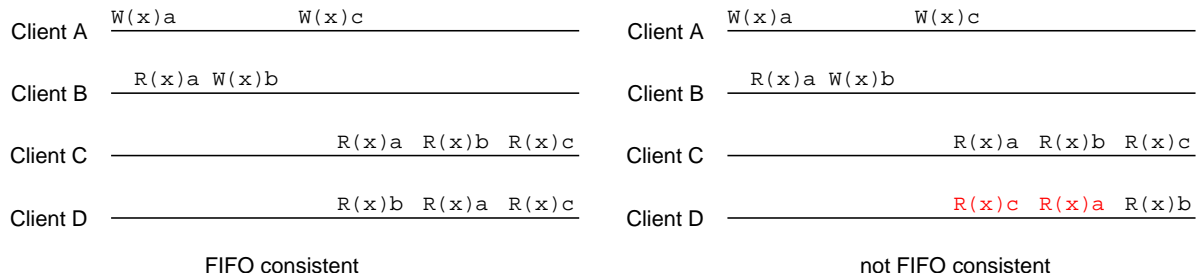 W(x)a W(x)c
Client A
R(x)a W(x)b
Client B
R(x)a R(x)b R(x)c
Client C
R(x)b R(x)a R(x)c
Client D
FIFO consistent
W(x)a W(x)c
Client A
R(x)a W(x)b
Client B
R(x)a R(x)b R(x)c
Client C
R(x)c R(x)a R(x)b
Client D
not FIFO consistent